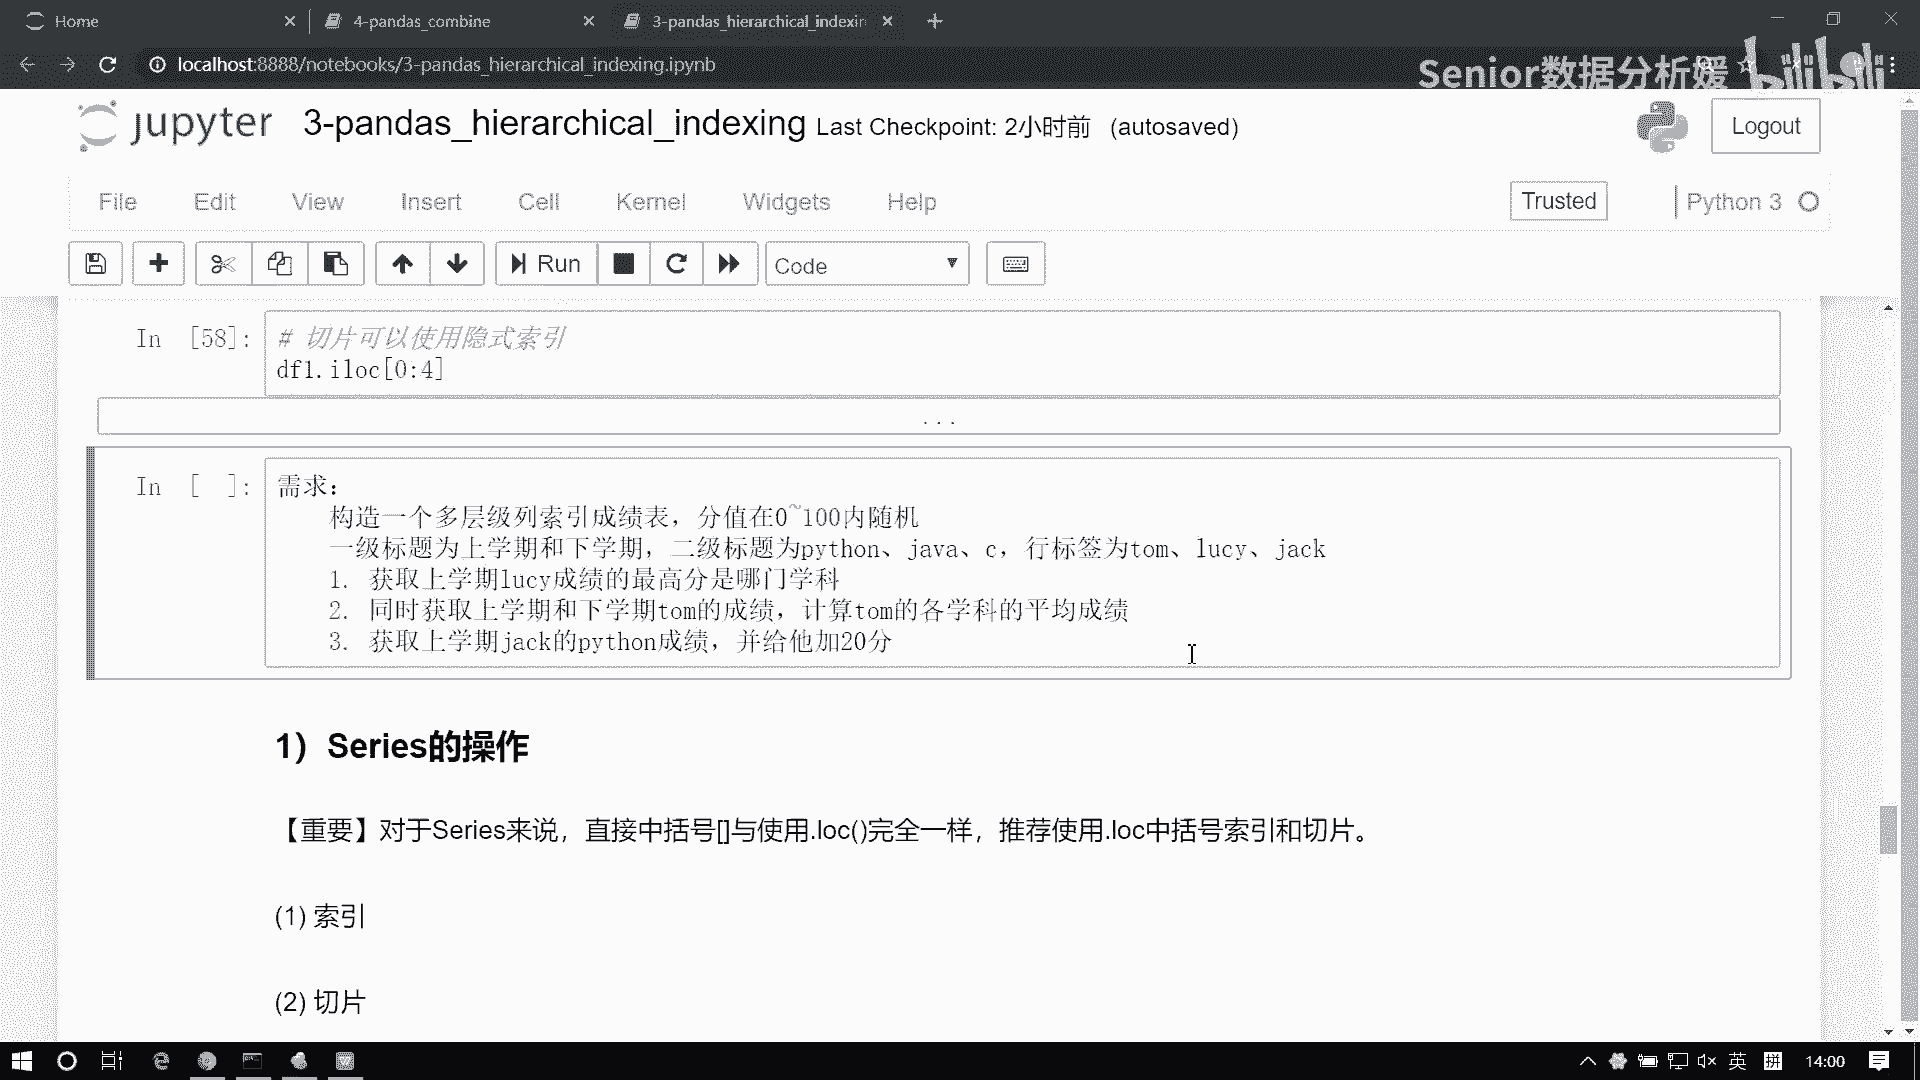 Home
4-pandas_combine
3-pandas_hierarchical_indexin
localhost:8888/notebooks/3-pandas_hierarchical_indexing.ipynb
Senior数据分析媛 bilibili
jupyter 3-pandas_hierarchical_indexing Last Checkpoint: 2小时前 (autosaved)
Logout
File Edit View Insert Cell Kernel Widgets Help
Trusted Python 3
Run Code
In [58]: # 切片可以使用隐式索引
df1.iloc[0:4]
...
In [ ]: 需求:
构造一个多层级列索引成绩表，分值在0~100内随机
一级标题为上学期和下学期，二级标题为python、java、c，行标签为tom、lucy、jack
1. 获取上学期lucy成绩的最高分是哪门学科
2. 同时获取上学期和下学期tom的成绩，计算tom的各学科的平均成绩
3. 获取上学期jack的python成绩，并给他加20分
1）Series的操作
【重要】对于Series来说，直接中括号[]与使用.loc()完全一样，推荐使用.loc中括号索引和切片。
(1) 索引
(2) 切片
英 拼 14:00